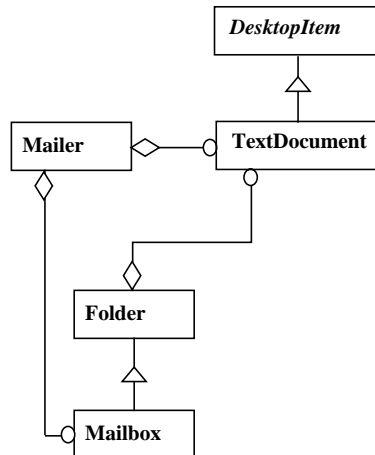 DesktopItem
Mailer
TextDocument
Folder
Mailbox